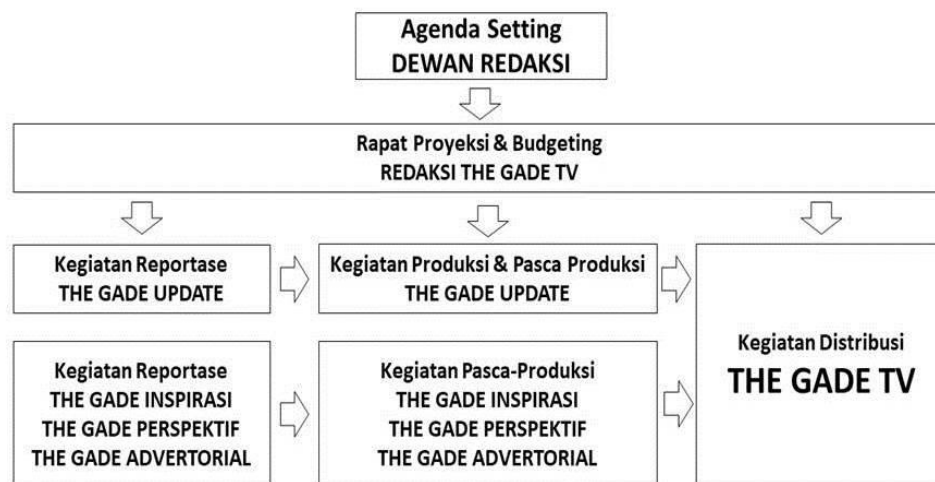 Agenda Setting
DEWAN REDAKSI
Rapat Proyeksi & Budgeting
REDAKSI THE GADE TV
Kegiatan Reportase
THE GADE UPDATE
Kegiatan Produksi & Pasca Produksi
THE GADE UPDATE
Kegiatan Distribusi
THE GADE TV
Kegiatan Reportase
THE GADE INSPIRASI
THE GADE PERSPEKTIF
THE GADE ADVERTORIAL
Kegiatan Pasca-Produksi
THE GADE INSPIRASI
THE GADE PERSPEKTIF
THE GADE ADVERTORIAL